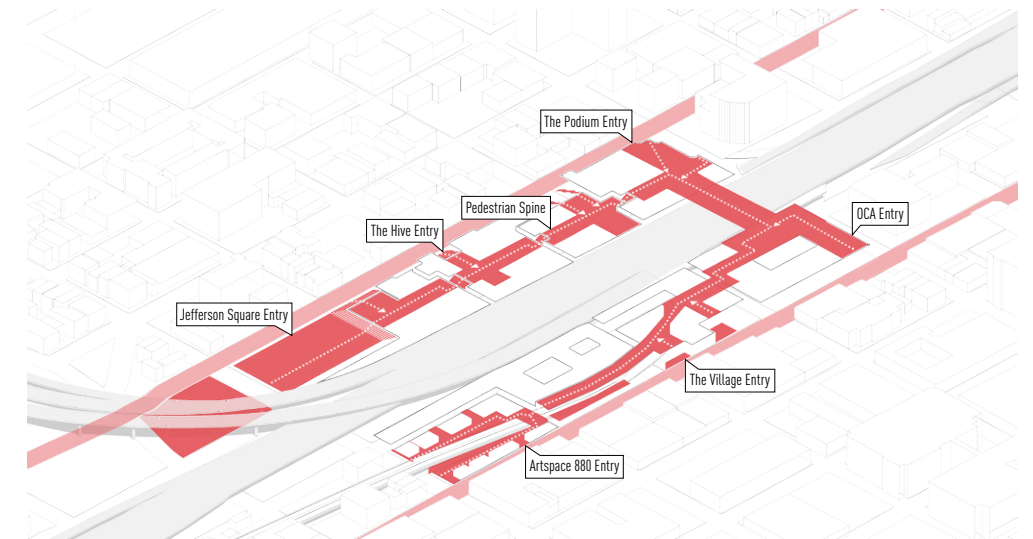 The Podium Entry
Pedestrian Spine
OCA Entry
The Hive Entry
Jefferson Square Entry
The Village Entry
Artspace 880 Entry